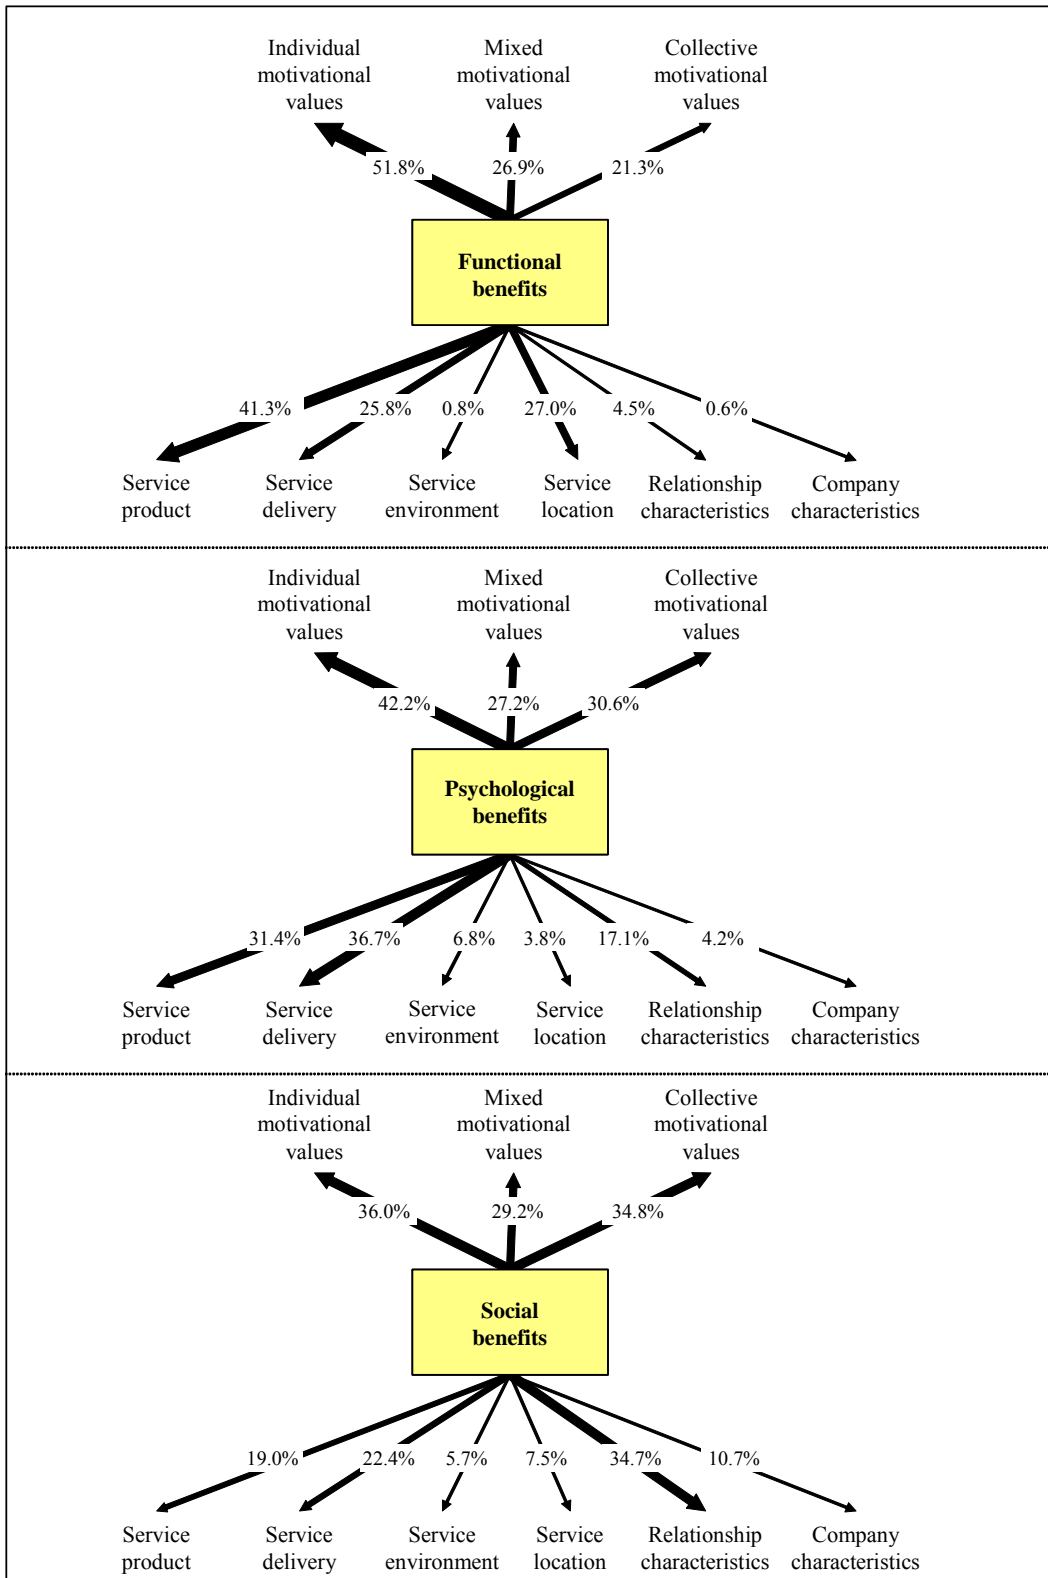 Individual
motivational
values
Mixed
motivational
values
Collective
motivational
values
51.8%
26.9%
21.3%
Functional
benefits
41.3%
25.8%
0.8%
27.0%
4.5%
0.6%
Service
product
Service
delivery
Service
environment
Service
location
Relationship
characteristics
Company
characteristics
Individual
motivational
values
Mixed
motivational
values
Collective
motivational
values
42.2%
27.2%
30.6%
Psychological
benefits
31.4%
36.7%
6.8%
3.8%
17.1%
4.2%
Service
product
Service
delivery
Service
environment
Service
location
Relationship
characteristics
Company
characteristics
Individual
motivational
values
Mixed
motivational
values
Collective
motivational
values
36.0%
29.2%
34.8%
Social
benefits
19.0%
22.4%
5.7%
7.5%
34.7%
10.7%
Service
product
Service
delivery
Service
environment
Service
location
Relationship
characteristics
Company
characteristics